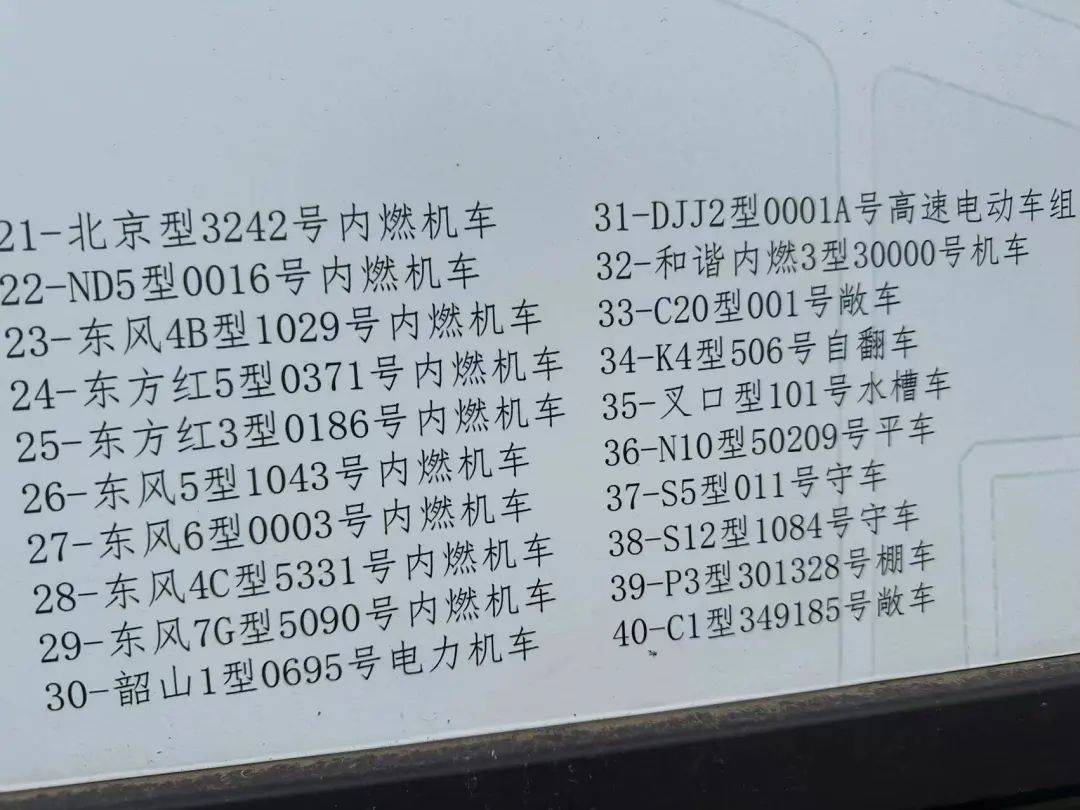 21-北京型3242号内燃机车
22-ND5型0016号内燃机车
23-东风4B型1029号内燃机车
24-东方红5型0371号内燃机车
25-东方红3型0186号内燃机车
26-东风5型1043号内燃机车
27-东风6型0003号内燃机车
28-东风4C型5331号内燃机车
29-东风7G型5090号内燃机车
30-韶山1型0695号电力机车
31-DJJ2型0001A号高速电动车组
32-和谐内燃3型30000号机车
33-C20型001号敞车
34-K4型506号自翻车
35-叉口型101号水槽车
36-N10型50209号平车
37-S5型011号守车
38-S12型1084号守车
39-P3型301328号棚车
40-C1型349185号敞车